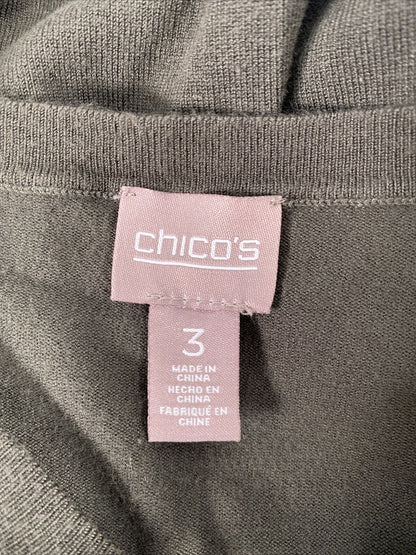 chico's
3
MADE IN
CHINA
HECHO EN
CHINA
FABRIQUÉ EN
CHINE